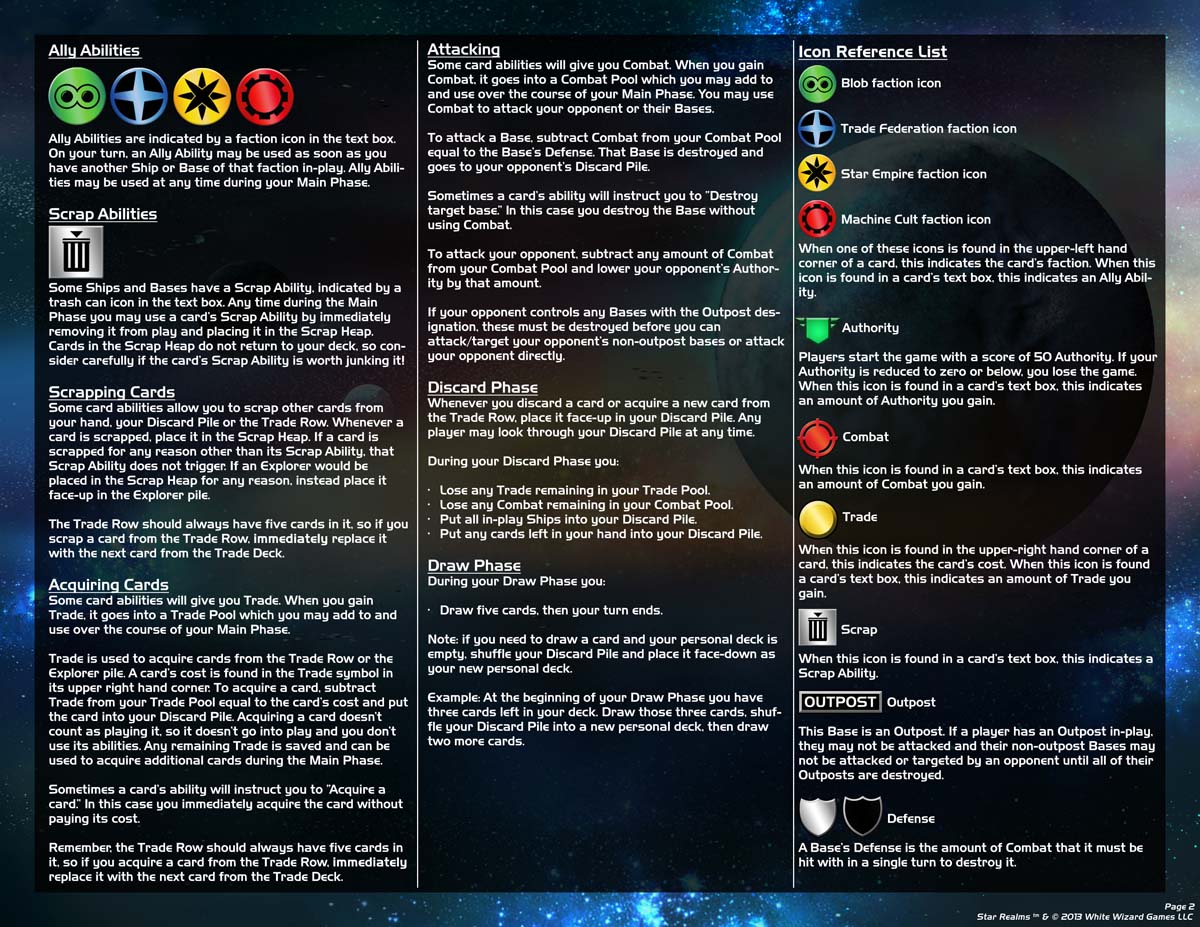 Ally Abilities
Ally Abilities are indicated by a faction icon in the text box.
On your turn, an Ally Ability may be used as soon as you
have another Ship or Base of that faction in-play. Ally Abili-
ties may be used at any time during your Main Phase.
Scrap Abilities
Some Ships and Bases have a Scrap Ability, indicated by a
trash can icon in the text box. Any time during the Main
Phase you may use a card's Scrap Ability by immediately
removing it from play and placing it in the Scrap Heap.
Cards in the Scrap Heap do not return to your deck, so con-
sider carefully if the card's Scrap Ability is worth junking it!
Scrapping Cards
Some card abilities allow you to scrap other cards from
your hand, your Discard Pile or the Trade Row. Whenever a
card is scrapped, place it in the Scrap Heap. If a card is
scrapped for any reason other than its Scrap Ability, that
Scrap Ability does not trigger. If an Explorer would be
placed in the Scrap Heap for any reason, instead place it
face-up in the Explorer pile.
The Trade Row should always have five cards in it, so if you
scrap a card from the Trade Row, immediately replace it
with the next card from the Trade Deck.
Acquiring Cards
Some card abilities will give you Trade. When you gain
Trade, it goes into a Trade Pool which you may add to and
use over the course of your Main Phase.
Trade is used to acquire cards from the Trade Row or the
Explorer pile. A card's cost is found in the Trade symbol in
its upper right hand corner. To acquire a card, subtract
Trade from your Trade Pool equal to the card's cost and put
the card into your Discard Pile. Acquiring a card doesn't
count as playing it, so it doesn't go into play and you don't
use its abilities. Any remaining Trade is saved and can be
used to acquire additional cards during the Main Phase.
Sometimes a card's ability will instruct you to "Acquire a
card." In this case you immediately acquire the card without
paying its cost.
Remember, the Trade Row should always have five cards in
it, so if you acquire a card from the Trade Row, immediately
replace it with the next card from the Trade Deck.
Attacking
Some card abilities will give you Combat. When you gain
Combat, it goes into a Combat Pool which you may add to
and use over the course of your Main Phase. You may use
Combat to attack your opponent or their Bases.
To attack a Base, subtract Combat from your Combat Pool
equal to the Base's Defense. That Base is destroyed and
goes to your opponent's Discard Pile.
Sometimes a card's ability will instruct you to "Destroy
target base." In this case you destroy the Base without
using Combat.
To attack your opponent, subtract any amount of Combat
from your Combat Pool and lower your opponent's Author-
ity by that amount.
If your opponent controls any Bases with the Outpost des-
ignation, these must be destroyed before you can
attack/target your opponent's non-outpost bases or attack
your opponent directly.
Discard Phase
Whenever you discard a card or acquire a new card from
the Trade Row, place it face-up in your Discard Pile. Any
player may look through your Discard Pile at any time.
During your Discard Phase you:
· Lose any Trade remaining in your Trade Pool.
· Lose any Combat remaining in your Combat Pool.
· Put all in-play Ships into your Discard Pile.
· Put any cards left in your hand into your Discard Pile.
Draw Phase
During your Draw Phase you:
· Draw five cards, then your turn ends.
Note: if you need to draw a card and your personal deck is
empty, shuffle your Discard Pile and place it face-down as
your new personal deck.
Example: At the beginning of your Draw Phase you have
three cards left in your deck. Draw those three cards, shuf-
fle your Discard Pile into a new personal deck, then draw
two more cards.
Icon Reference List
Blob faction icon
Trade Federation faction icon
Star Empire faction icon
Machine Cult faction icon
When one of these icons is found in the upper-left hand
corner of a card, this indicates the card's faction. When this
icon is found in a card's text box, this indicates an Ally Abil-
ity.
Authority
Players start the game with a score of 50 Authority. If your
Authority is reduced to zero or below, you lose the game.
When this icon is found in a card's text box, this indicates
an amount of Authority you gain.
Combat
When this icon is found in a card's text box, this indicates
an amount of Combat you gain.
Trade
When this icon is found in the upper-right hand corner of a
card, this indicates the card's cost. When this icon is found
a card's text box, this indicates an amount of Trade you
gain.
Scrap
When this icon is found in a card's text box, this indicates a
Scrap Ability.
OUTPOST Outpost
This Base is an Outpost. If a player has an Outpost in-play,
they may not be attacked and their non-outpost Bases may
not be attacked or targeted by an opponent until all of their
Outposts are destroyed.
Defense
A Base's Defense is the amount of Combat that it must be
hit with in a single turn to destroy it.
Page 2
Star Realms ™ & © 2013 White Wizard Games LLC